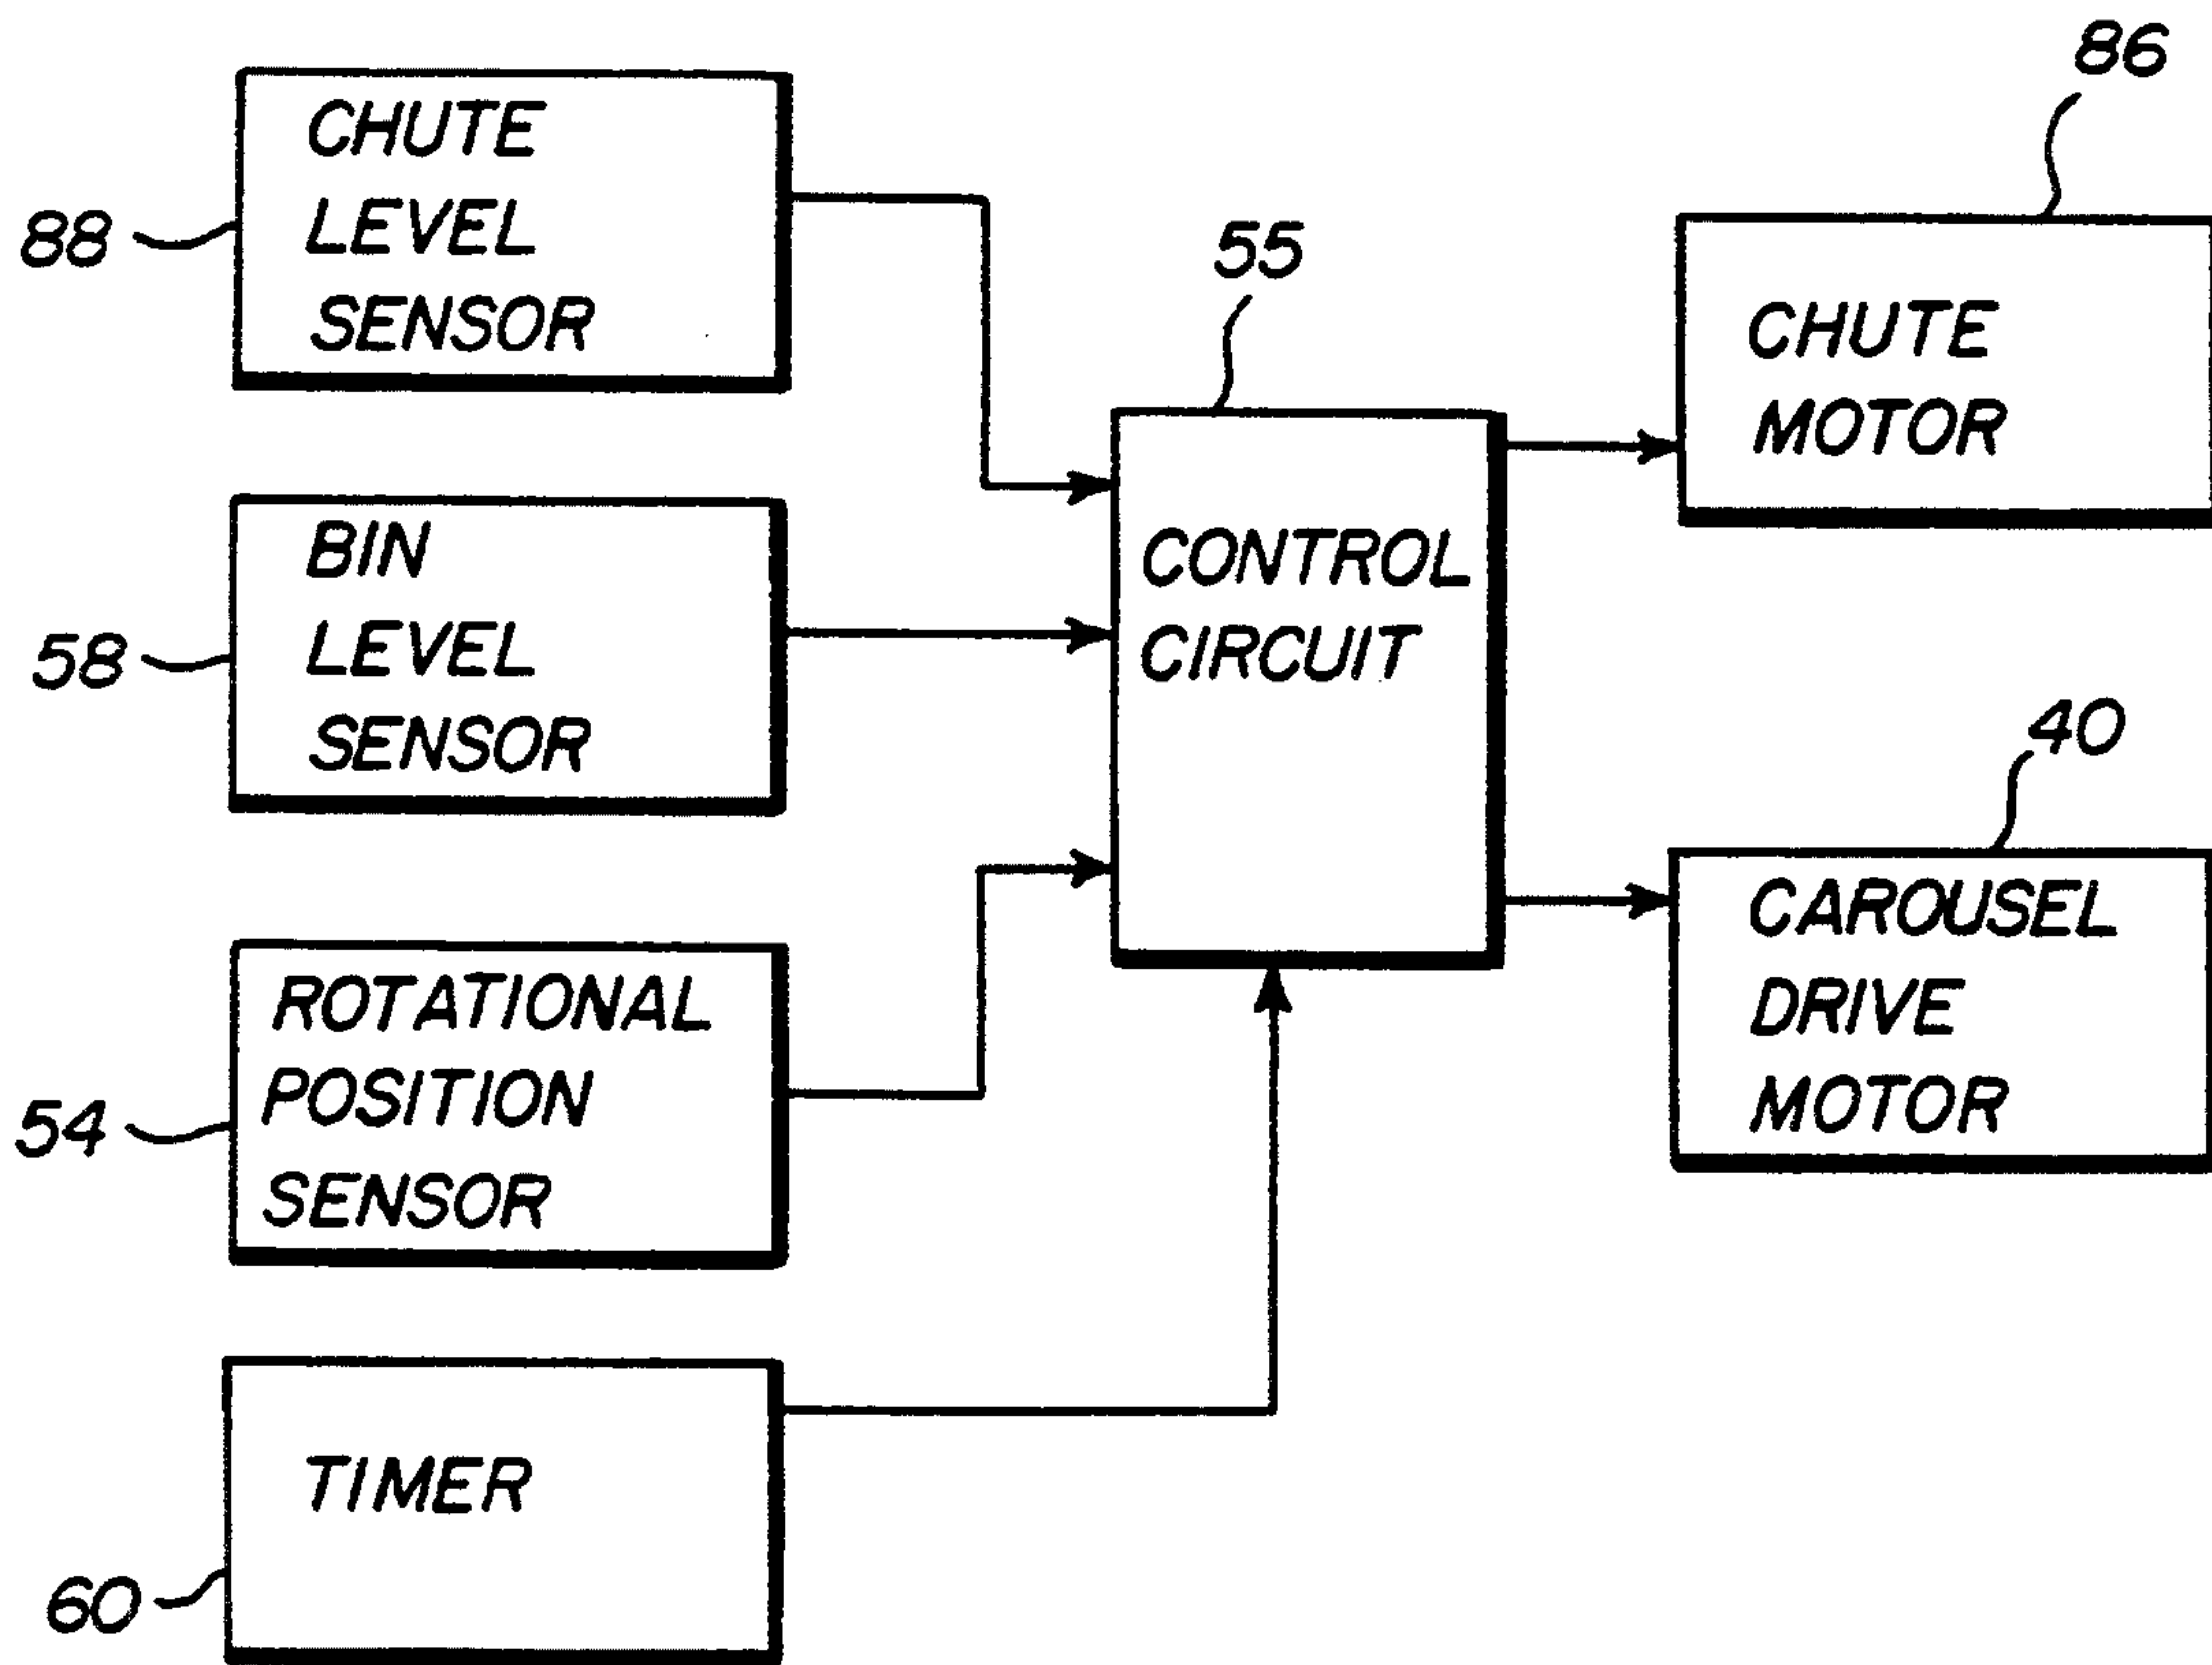 88
CHUTE
LEVEL
SENSOR
58
BIN
LEVEL
SENSOR
54
ROTATIONAL
POSITION
SENSOR
60
TIMER
55
CONTROL
CIRCUIT
86
CHUTE
MOTOR
40
CAROUSEL
DRIVE
MOTOR